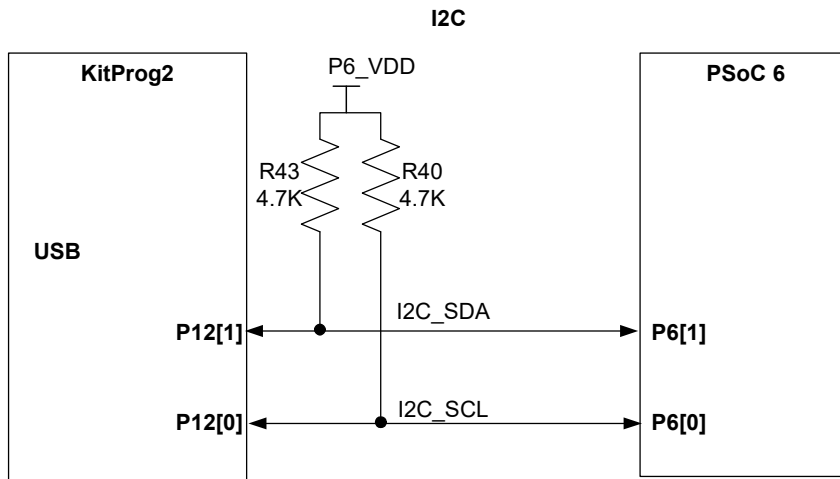 I2C
KitProg2
P6_VDD
PSoC 6
R43
4.7K
R40
4.7K
USB
I2C_SDA
P12[1]
P6[1]
I2C_SCL
P12[0]
P6[0]